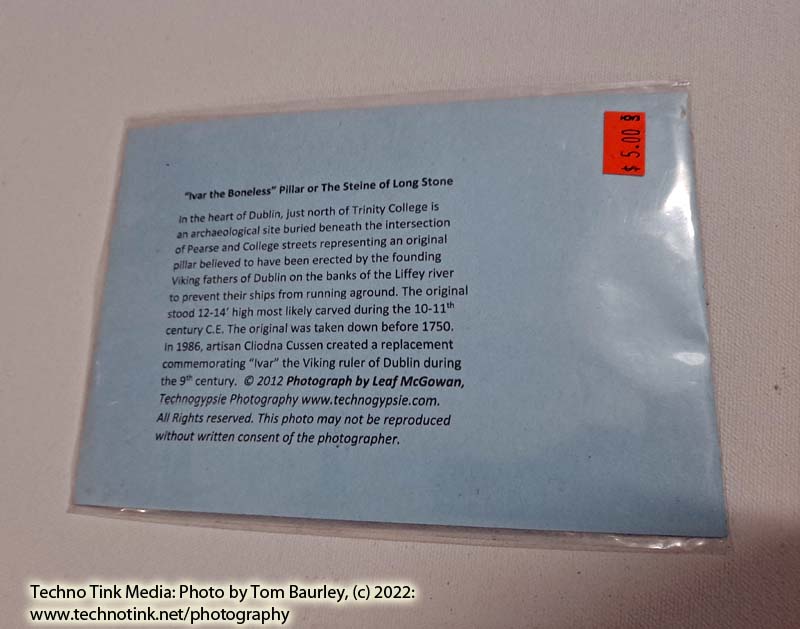 $ 5.00 $
"Ivar the Boneless" Pillar or The Steine of Long Stone
In the heart of Dublin, just north of Trinity College is
an archaeological site buried beneath the intersection
of Pearse and College streets representing an original
pillar believed to have been erected by the founding
Viking fathers of Dublin on the banks of the Liffey river
to prevent their ships from running aground. The original
stood 12-14' high most likely carved during the 10-11th
century C.E. The original was taken down before 1750.
In 1986, artisan Cliodna Cussen created a replacement
commemorating "Ivar" the Viking ruler of Dublin during
the 9th century. © 2012 Photograph by Leaf McGowan,
Technogypsie Photography www.technogypsie.com.
All Rights reserved. This photo may not be reproduced
without written consent of the photographer.
Techno Tink Media: Photo by Tom Baurley, (c) 2022:
www.technotink.net/photography